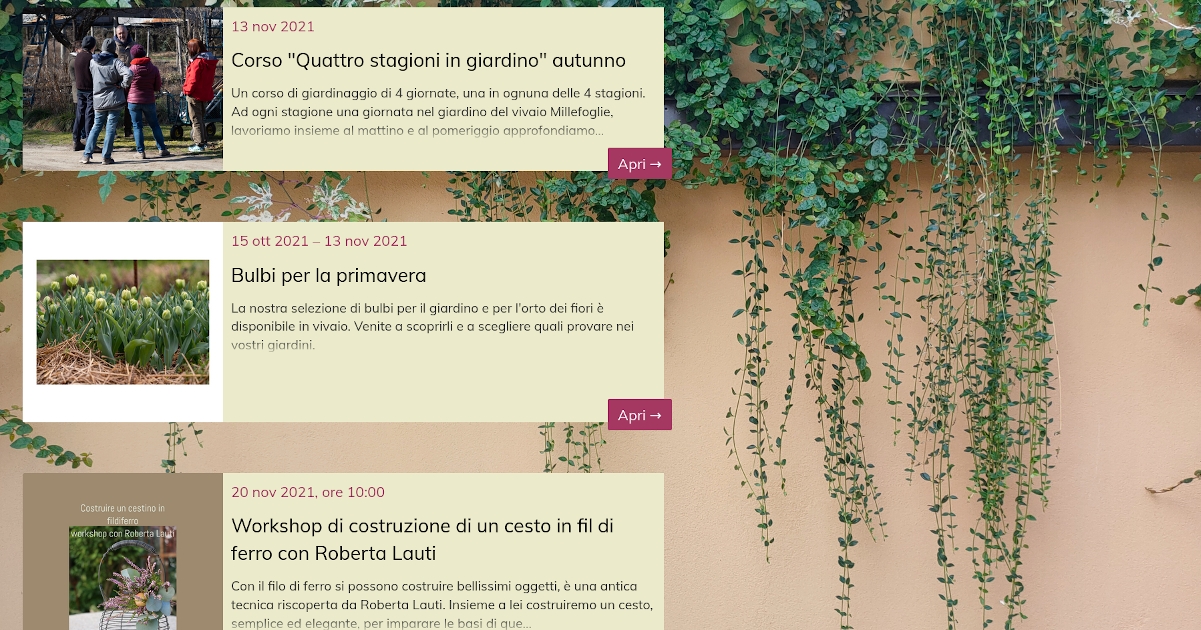 13 nov 2021
Corso "Quattro stagioni in giardino" autunno
Un corso di giardinaggio di 4 giornate, una in ognuna delle 4 stagioni.
Ad ogni stagione una giornata nel giardino del vivaio Millefoglie,
lavoriamo insieme al mattino e al pomeriggio approfondiamo...
Apri →
15 ott 2021 – 13 nov 2021
Bulbi per la primavera
La nostra selezione di bulbi per il giardino e per l'orto dei fiori è
disponibile in vivaio. Venite a scoprirli e a scegliere quali provare nei
vostri giardini.
Apri →
Costruire un cestino in
fildiferro
workshop con Roberta Lauti
20 nov 2021, ore 10:00
Workshop di costruzione di un cesto in fil di
ferro con Roberta Lauti
Con il filo di ferro si possono costruire bellissimi oggetti, è una antica
tecnica riscoperta da Roberta Lauti. Insieme a lei costruiremo un cesto,
semplice ed elegante, per imparare le basi di que...